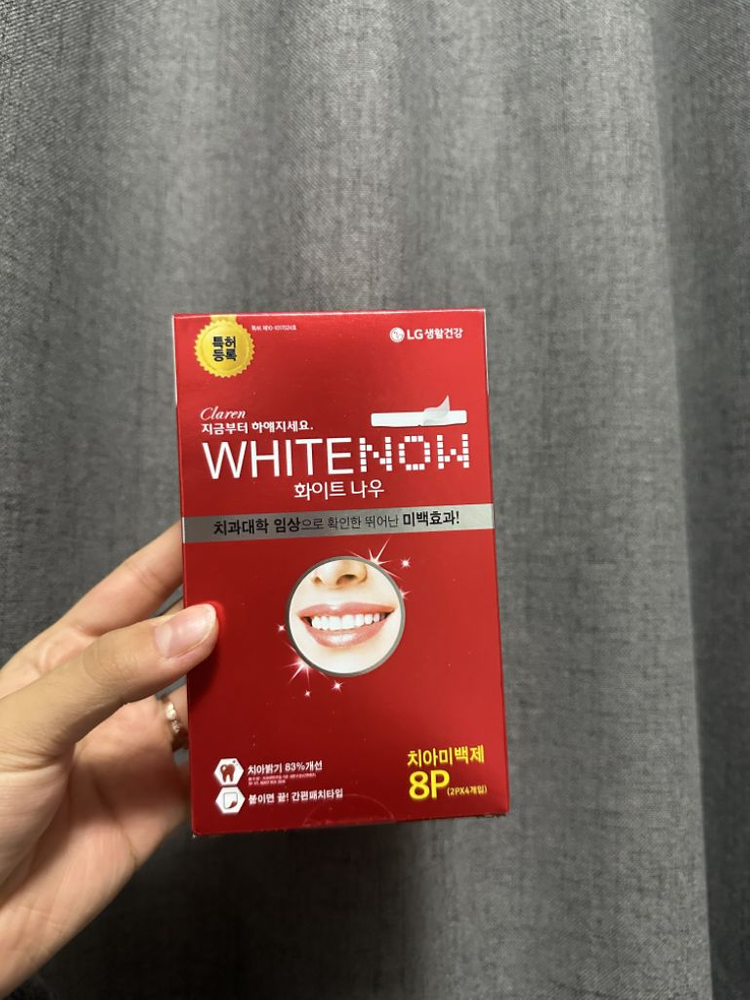 특허
등록
LG생활건강
Claren
지금부터 하얘지세요.
WHITENOW
화이트 나우
치과대학 임상으로 확인한 뛰어난 미백효과!
치아밝기 83%개선
붙이면 끝! 간편패치타입
치아미백제
8P(2PX4개입)